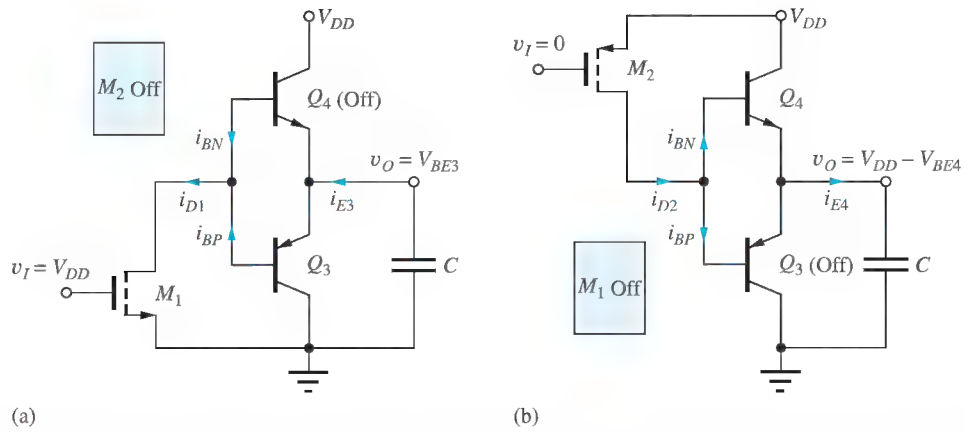 V_DD
M_2 Off
Q_4 (Off)
i_BN
v_O = V_BE3
i_D1
i_E3
i_BP
Q_3
C
v_I = V_DD
M_1
(a)
V_DD
v_I = 0
M_2
Q_4
i_BN
v_O = V_DD − V_BE4
i_D2
i_E4
i_BP
Q_3 (Off)
C
M_1 Off
(b)